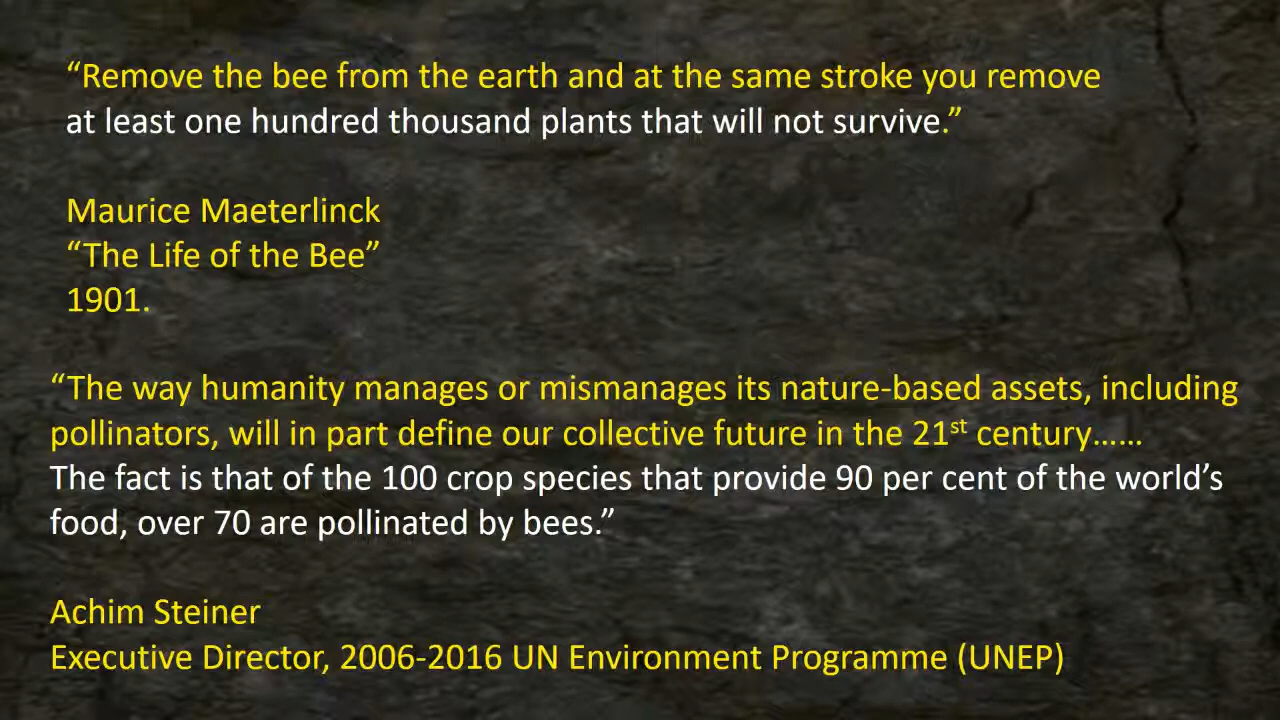 “Remove the bee from the earth and at the same stroke you remove
at least one hundred thousand plants that will not survive.”
Maurice Maeterlinck
“The Life of the Bee”
1901.
“The way humanity manages or mismanages its nature-based assets, including
pollinators, will in part define our collective future in the 21st century......
The fact is that of the 100 crop species that provide 90 per cent of the world’s
food, over 70 are pollinated by bees.”
Achim Steiner
Executive Director, 2006-2016 UN Environment Programme (UNEP)